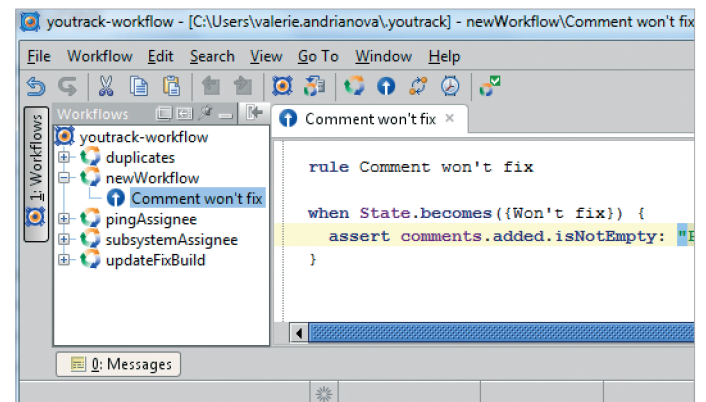 youtrack-workflow - [C:\Users\valerie.andrianova\.youtrack] - newWorkflow\Comment won't fix
File Workflow Edit Search View Go To Window Help
1: Workflows
Workflows
youtrack-workflow
duplicates
newWorkflow
Comment won't fix
pingAssignee
subsystemAssignee
updateFixBuild
Comment won't fix ×
rule Comment won't fix
when State.becomes({Won't fix}) {
assert comments.added.isNotEmpty: "
}
0: Messages